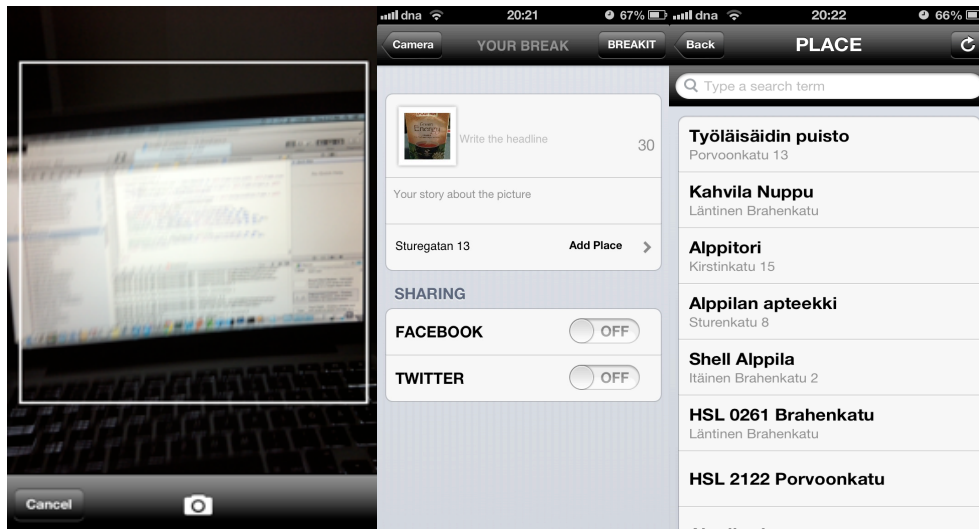 Cancel
dna 20:21 67%
Camera YOUR BREAK BREAKIT
Energy
Write the headline
30
Your story about the picture
Sturegatan 13 Add Place
SHARING
FACEBOOK OFF
TWITTER OFF
dna 20:22 66%
Back PLACE
Type a search term
Työläisäidin puisto
Porvoonkatu 13
Kahvila Nuppu
Läntinen Brahenkatu
Alppitori
Kirstinkatu 15
Alppilan apteekki
Sturenkatu 8
Shell Alppila
Itäinen Brahenkatu 2
HSL 0261 Brahenkatu
Läntinen Brahenkatu
HSL 2122 Porvoonkatu